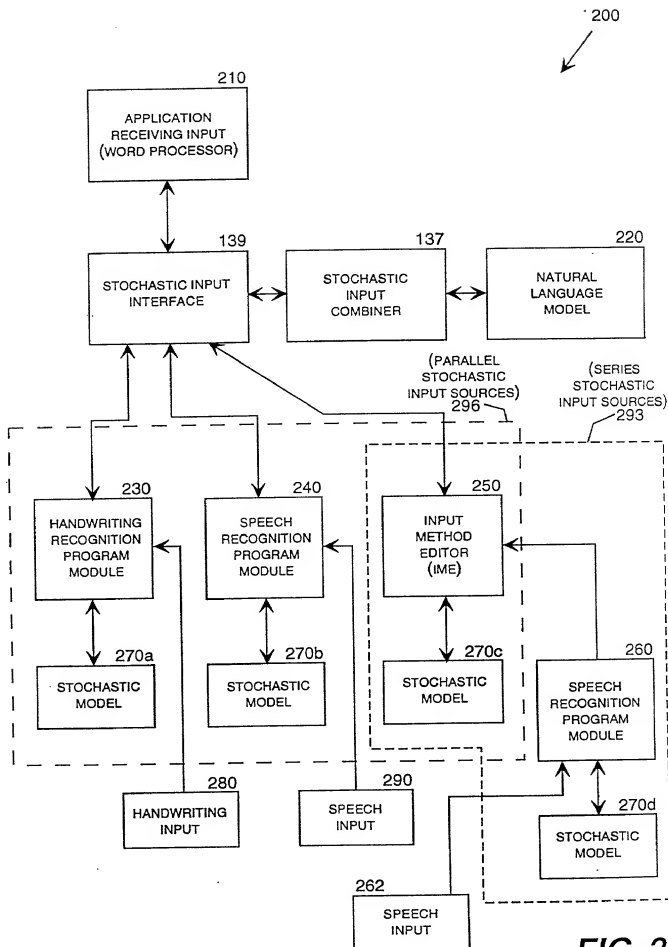 200
210
APPLICATION
RECEIVING INPUT
(WORD PROCESSOR)
139
STOCHASTIC INPUT
INTERFACE
137
STOCHASTIC
INPUT
COMBINER
220
NATURAL
LANGUAGE
MODEL
(PARALLEL
STOCHASTIC
INPUT SOURCES)
296
(SERIES
STOCHASTIC
INPUT SOURCES)
293
230
HANDWRITING
RECOGNITION
PROGRAM
MODULE
240
SPEECH
RECOGNITION
PROGRAM
MODULE
250
INPUT
METHOD
EDITOR
(IME)
270a
STOCHASTIC
MODEL
270b
STOCHASTIC
MODEL
270c
STOCHASTIC
MODEL
260
SPEECH
RECOGNITION
PROGRAM
MODULE
280
HANDWRITING
INPUT
290
SPEECH
INPUT
270d
STOCHASTIC
MODEL
262
SPEECH
INPUT
FIG. 2